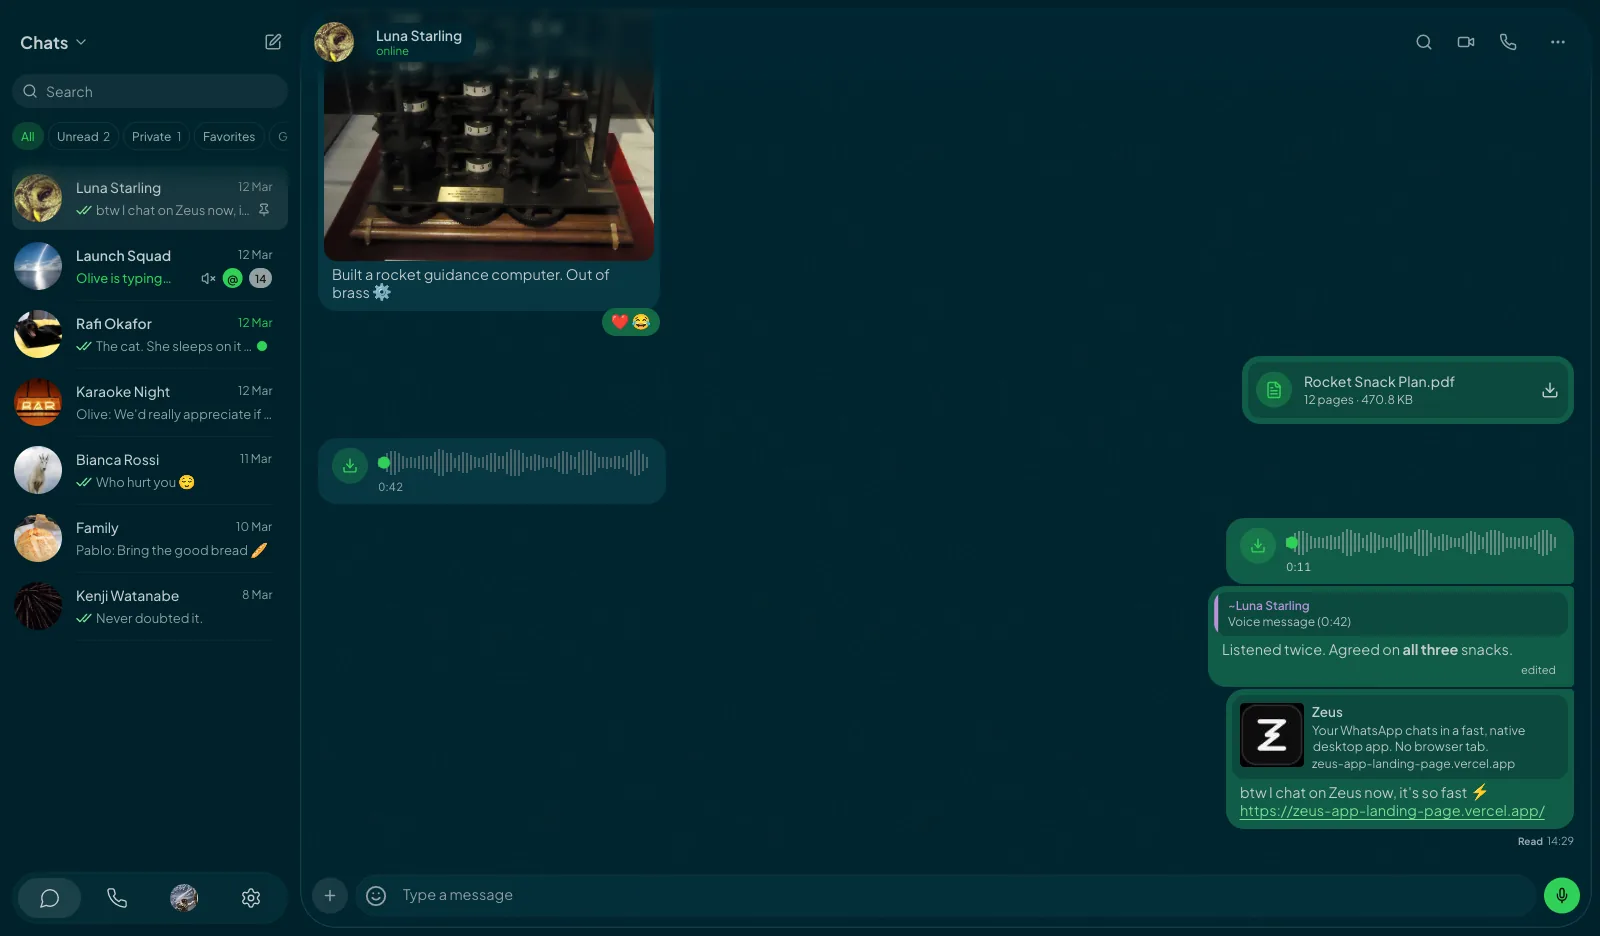 Chats
Search
All
Unread 2
Private 1
Favorites
G
Luna Starling
12 Mar
btw I chat on Zeus now, i...
Launch Squad
12 Mar
Olive is typing...
@
14
Rafi Okafor
12 Mar
The cat. She sleeps on it ...
Karaoke Night
12 Mar
Olive: We'd really appreciate if ...
BAR
Bianca Rossi
11 Mar
Who hurt you 😌
Family
10 Mar
Pablo: Bring the good bread 🥖
Kenji Watanabe
8 Mar
Never doubted it.
Luna Starling
online
Built a rocket guidance computer. Out of
brass ⚙️
❤️😂
Rocket Snack Plan.pdf
12 pages · 470.8 KB
0:42
0:11
~Luna Starling
Voice message (0:42)
Listened twice. Agreed on all three snacks.
edited
Z
Zeus
Your WhatsApp chats in a fast, native
desktop app. No browser tab.
zeus-app-landing-page.vercel.app
btw I chat on Zeus now, it's so fast ⚡
https://zeus-app-landing-page.vercel.app/
Read 14:29
Type a message